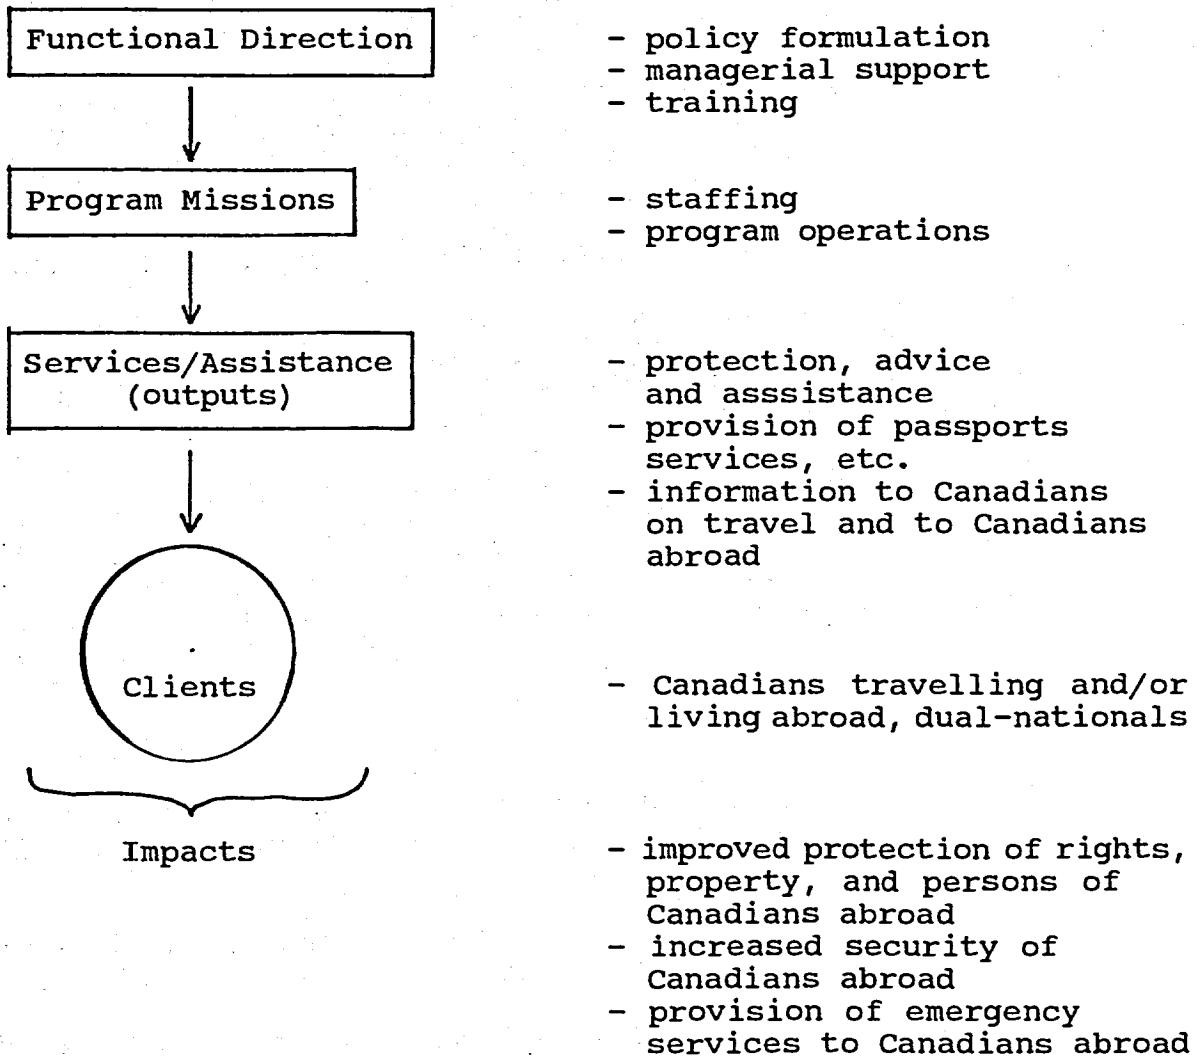 Functional Direction
- policy formulation
- managerial support
- training
Program Missions
- staffing
- program operations
Services/Assistance
(outputs)
- protection, advice
and asssistance
- provision of passports
services, etc.
- information to Canadians
on travel and to Canadians
abroad
Clients
- Canadians travelling and/or
living abroad, dual-nationals
Impacts
- improved protection of rights,
property, and persons of
Canadians abroad
- increased security of
Canadians abroad
- provision of emergency
services to Canadians abroad